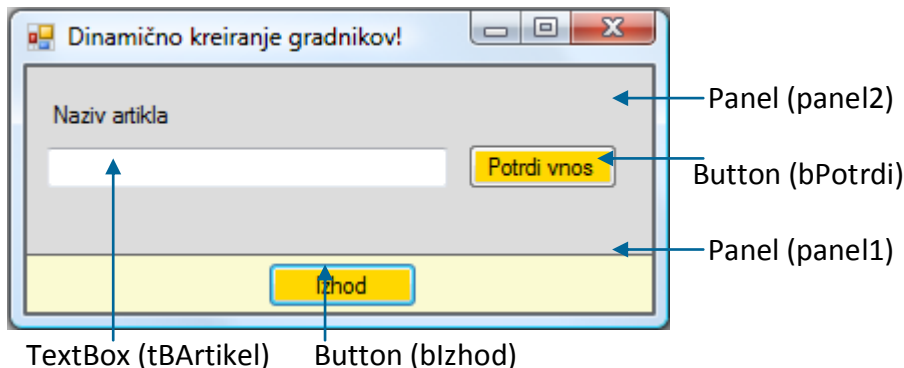 Dinamično kreiranje gradnikov!
Panel (panel2)
Naziv artikla
Potrdi vnos
Button (bPotrdi)
Panel (panel1)
Izhod
TextBox (tBArtikel)
Button (bIzhod)